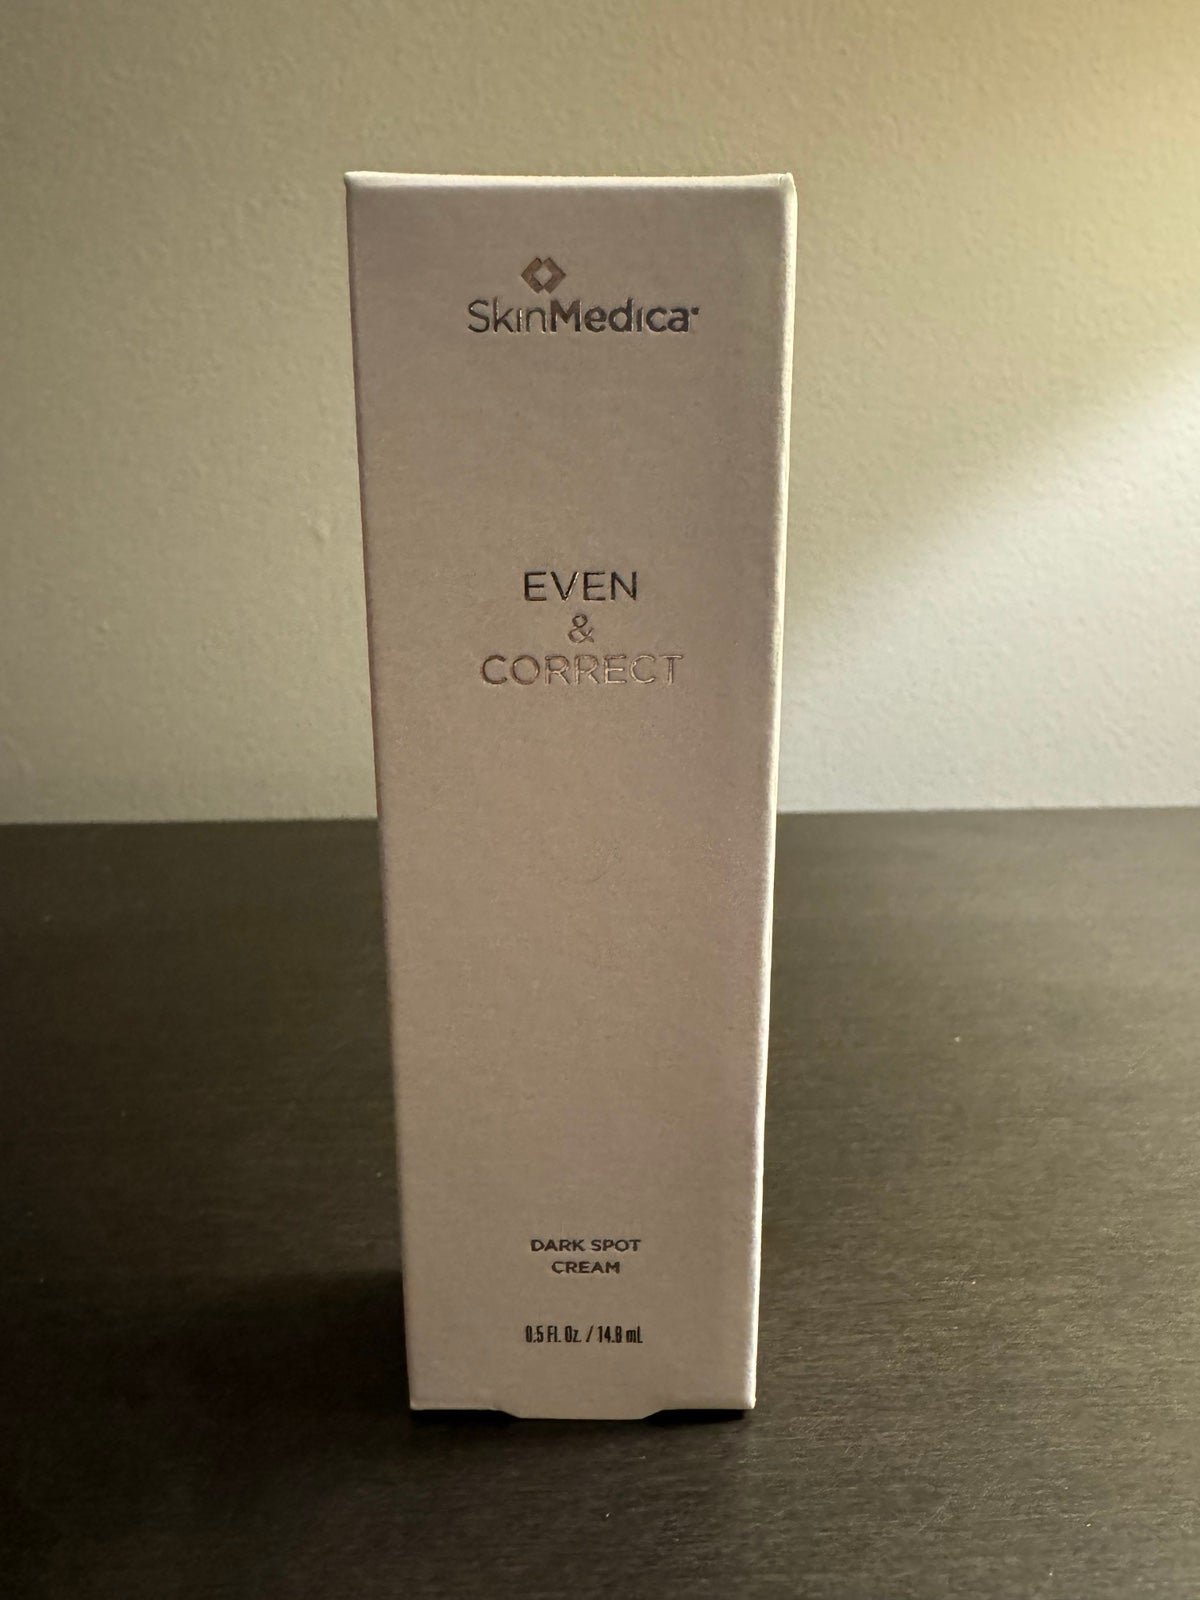 SkinMedica®
EVEN
&
CORRECT
DARK SPOT
CREAM
0.5 Fl. Oz. / 14.8 mL